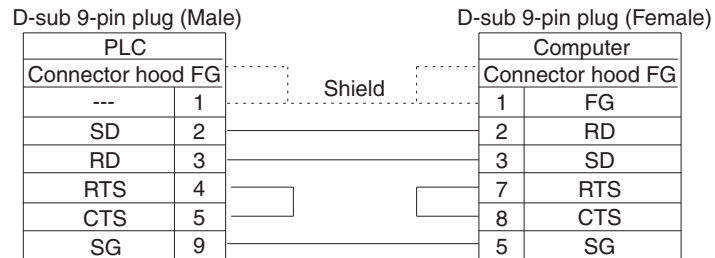 D-sub 9-pin plug (Male) D-sub 9-pin plug (Female)
PLC Computer
Connector hood FG Connector hood FG
Shield
--- 1 1 FG
SD 2 2 RD
RD 3 3 SD
RTS 4 7 RTS
CTS 5 8 CTS
SG 9 5 SG